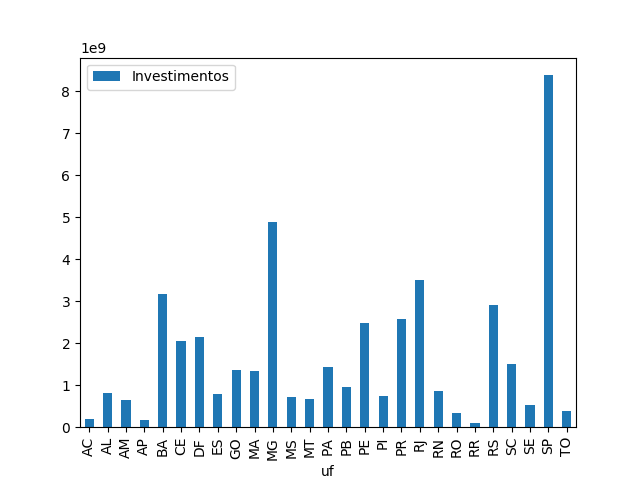 1e9
Investimentos
8
7
6
5
4
3
2
1
0
AC AL AM AP BA CE DF ES GO MA MG MS MT PA PB PE PI PR RJ RN RO RR RS SC SE SP TO
uf